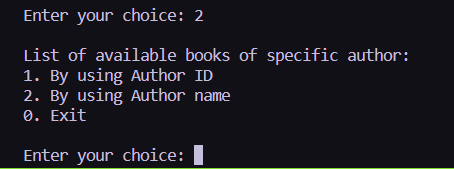 Enter your choice: 2
List of available books of specific author:
1. By using Author ID
2. By using Author name
0. Exit
Enter your choice: